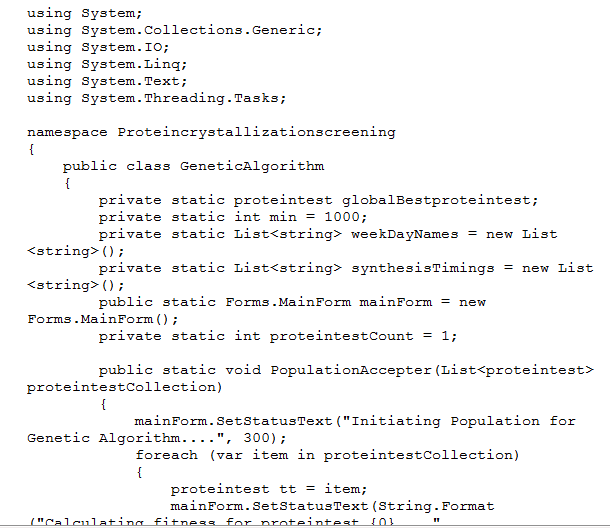 using System;
using System.Collections.Generic;
using System.IO;
using System.Linq;
using System.Text;
using System.Threading.Tasks;
namespace Proteincrystallizationscreening
{
public class GeneticAlgorithm
{
private static proteintest globalBestproteintest;
private static int min = 1000;
private static List<string> weekDayNames = new List
<string>();
private static List<string> synthesisTimings = new List
<string>();
public static Forms.MainForm mainForm = new
Forms.MainForm();
private static int proteintestCount = 1;
public static void PopulationAccepter(List<proteintest>
proteintestCollection)
{
mainForm.SetStatusText("Initiating Population for
Genetic Algorithm....", 300);
foreach (var item in proteintestCollection)
{
proteintest tt = item;
mainForm.SetStatusText(String.Format
("Calculating fitness for proteintest {0}...."